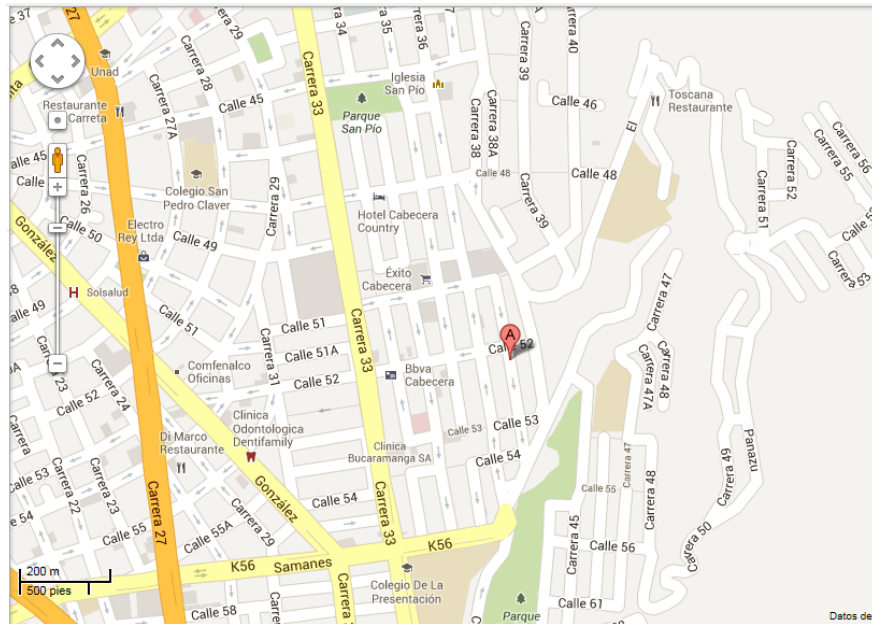 27
Carrera 29
34
Carrera 35
Carrera 36
Carrera 40
Carrera 39
Unad
Carrera 28
Carrera 33
Iglesia
San Pío
Toscana
Restaurante
Restaurante
Carreta
Calle 45
Calle 46
Parque
San Pío
El
Carrera 27A
Carrera 38
Carrera 38A
Carrera 56
Carrera 55
Carrera 52
Carrera 51
Calle 48
Calle 48
Colegio San
Pedro Claver
Carrera 26
Carrera 29
Hotel Cabecera
Country
Carrera 39
Calle 50
Electro
Rey Ltda
Calle 49
González
H
Solsalud
Éxito
Cabecera
Carrera 53
Carrera 47
Calle 49
Calle 51
Calle 51
Carrera 33
A
Calle 52
Calle 51A
Comfenalco
Oficinas
Carrera 31
Calle 52
Bbva
Cabecera
Carrera 48
Carrera 47A
Carrera 23
Carrera 24
Calle 52
Carrera
Clinica
Odontologica
Dentifamily
Di Marco
Restaurante
Calle 53
Calle 53
Clinica
Bucaramanga SA
Calle 54
Panazu
Carrera 49
Carrera 47
Carrera 48
Calle 53
Calle 54
Carrera 22
Carrera 23
Carrera 27
González
Calle 54
Carrera 33
Calle 55
Calle 55
Calle 55A
Carrera 29
Carrera 50
K56
Samanes
K56
Carrera 45
Calle 56
200 m
500 pies
Colegio De La
Presentación
Calle 58
Parque
Calle 61
Datos de